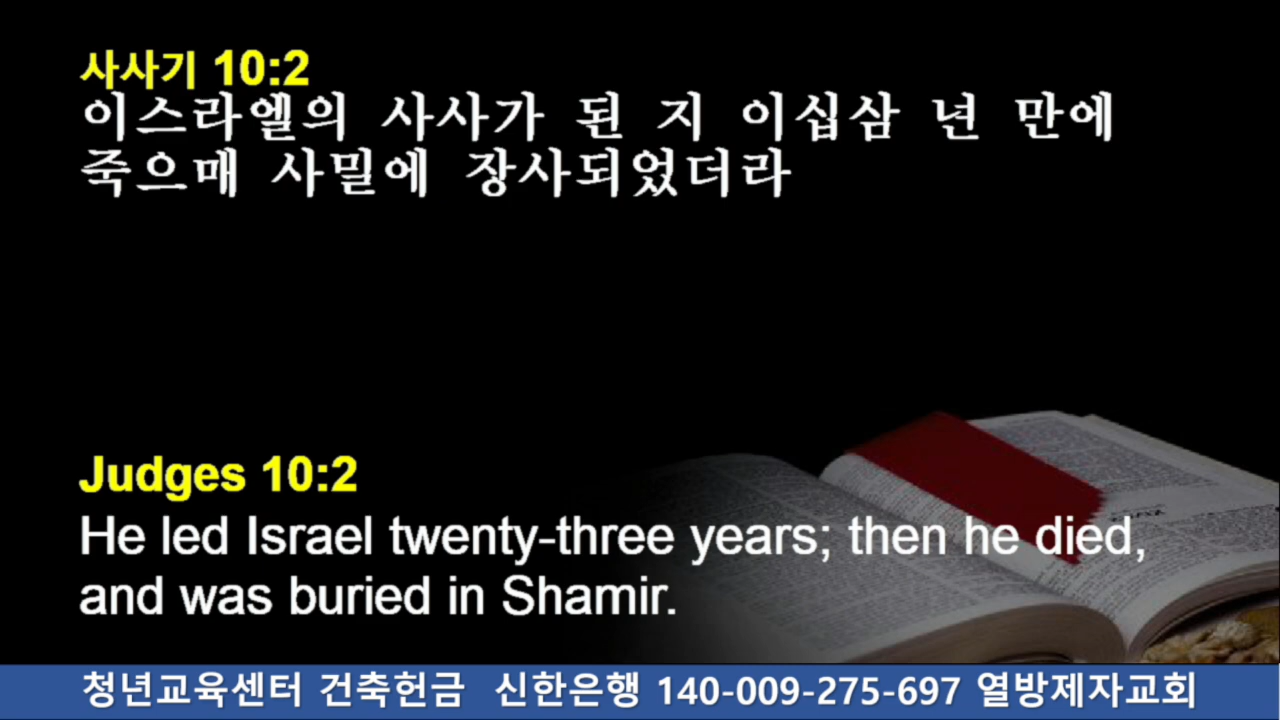 사사기 10:2
이스라엘의 사사가 된 지 이십삼 년 만에
죽으매 사밀에 장사되었더라
Judges 10:2
He led Israel twenty-three years; then he died,
and was buried in Shamir.
청년교육센터 건축헌금 신한은행 140-009-275-697 열방제자교회